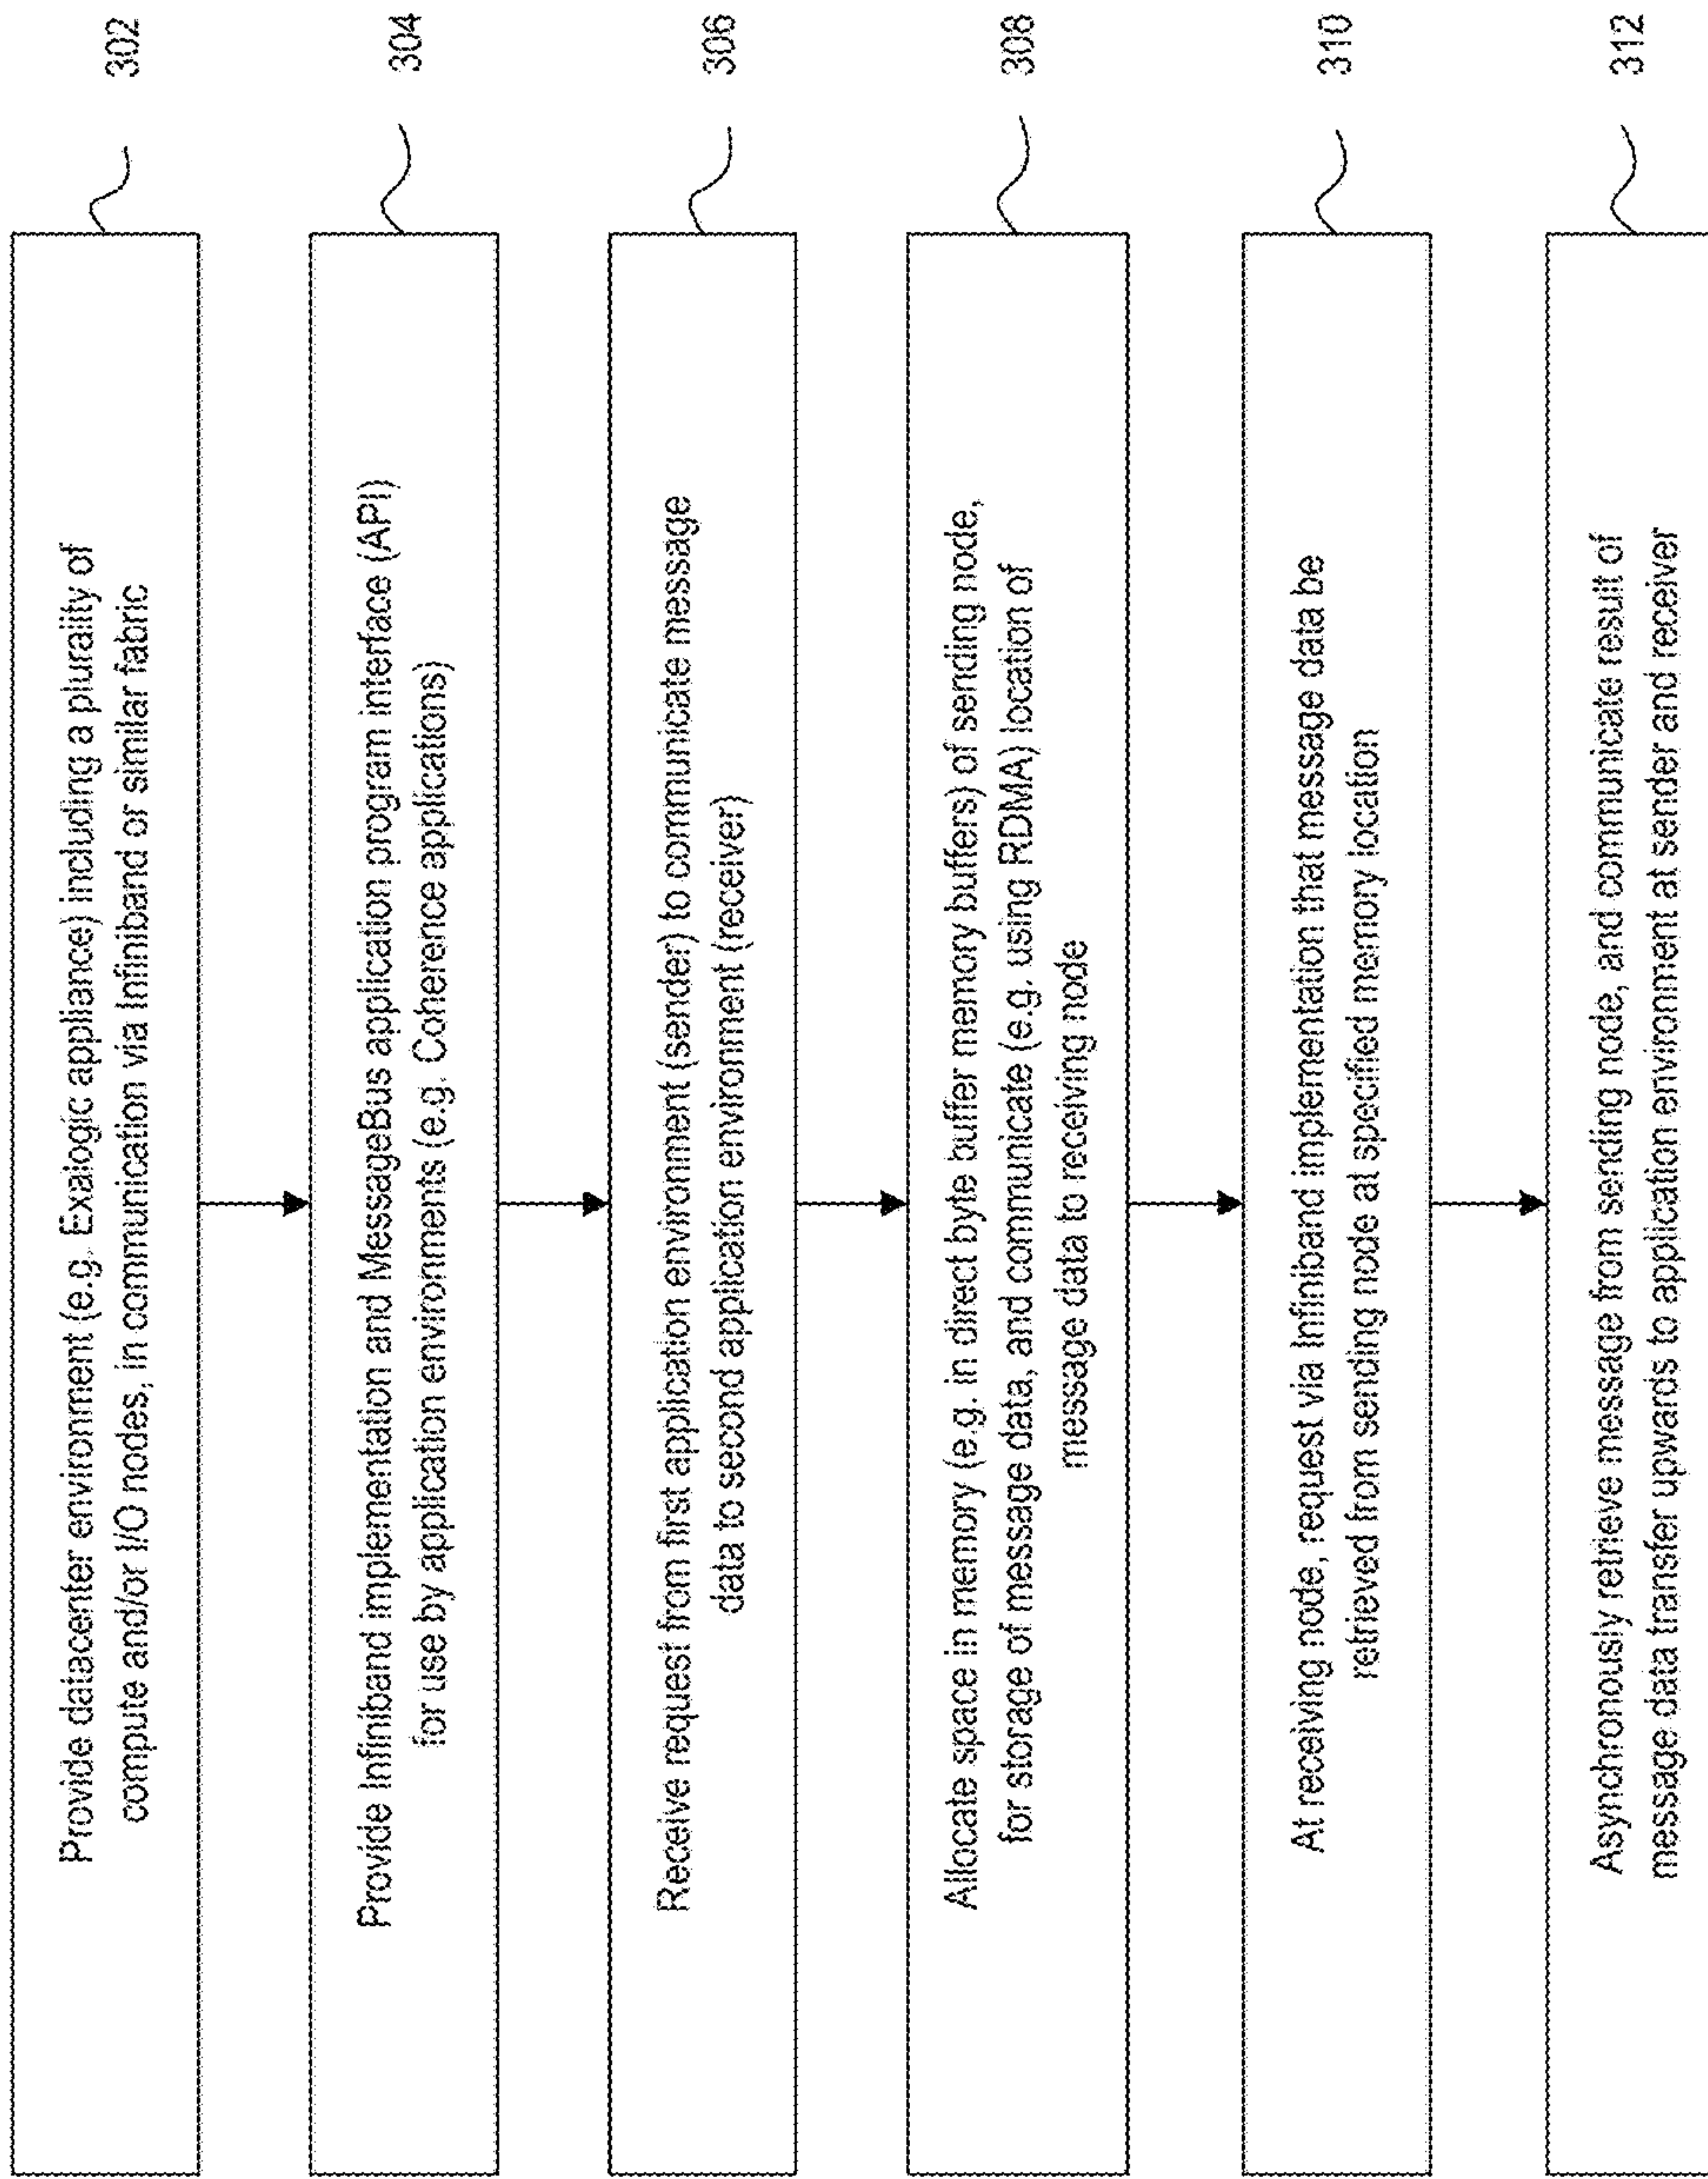 Provide datacenter environment (e.g. Exalogic appliance) including a plurality of
compute and/or I/O nodes, in communication via Infiniband or similar fabric
302
Provide Infiniband implementation and MessageBus application program interface (API)
for use by application environments (e.g. Coherence applications)
304
Receive request from first application environment (sender) to communicate message
data to second application environment (receiver)
306
Allocate space in memory (e.g. in direct byte buffer memory buffers) of sending node,
for storage of message data, and communicate (e.g. using RDMA) location of
message data to receiving node
308
At receiving node, request via Infiniband implementation that message data be
retrieved from sending node at specified memory location
310
Asynchronously retrieve message from sending node, and communicate result of
message data transfer upwards to application environment at sender and receiver
312